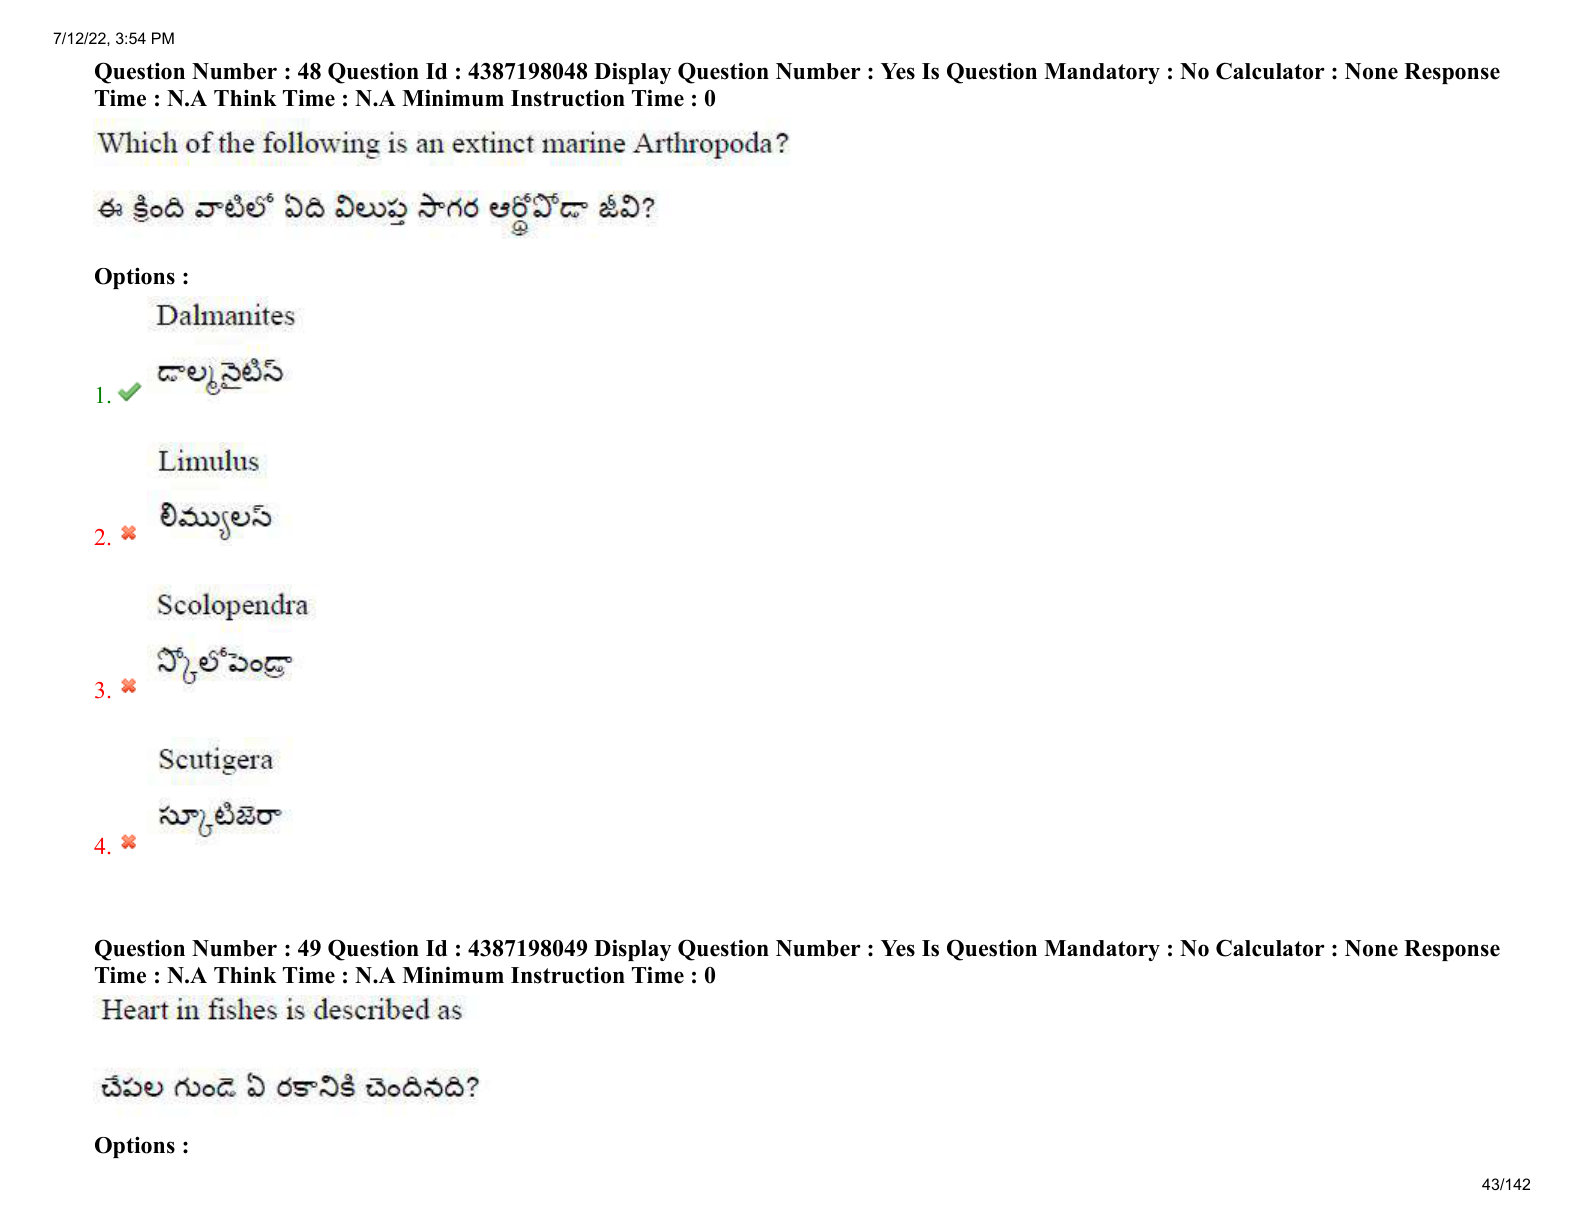 7/12/22, 3:54 PM
Question Number : 48 Question Id : 4387198048 Display Question Number : Yes Is Question Mandatory : No Calculator : None Response
Time : N.A Think Time : N.A Minimum Instruction Time : 0
Which of the following is an extinct marine Arthropoda?
ఈ క్రింది వాటిలో ఏది విలుప్త సాగర ఆర్థ్రోపోడా జీవి?
Options :
Dalmanites
డాల్మనైటిస్
1.
Limulus
లిమ్యులస్
2.
Scolopendra
స్కోలోపెండ్రా
3.
Scutigera
స్కూటిజెరా
4.
Question Number : 49 Question Id : 4387198049 Display Question Number : Yes Is Question Mandatory : No Calculator : None Response
Time : N.A Think Time : N.A Minimum Instruction Time : 0
Heart in fishes is described as
చేపల గుండె ఏ రకానికి చెందినది?
Options :
43/142